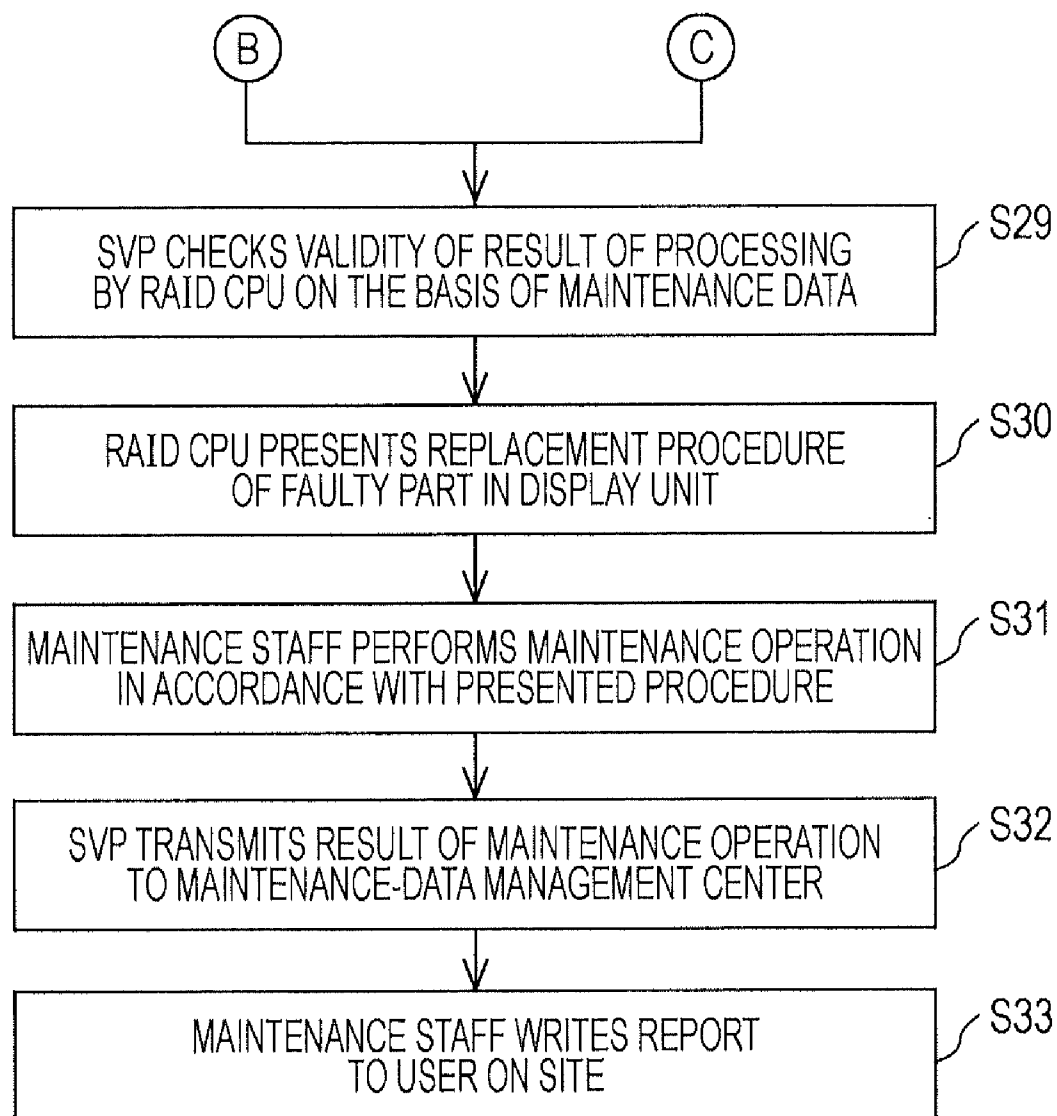 B
C
SVP CHECKS VALIDITY OF RESULT OF PROCESSING
BY RAID CPU ON THE BASIS OF MAINTENANCE DATA
S29
RAID CPU PRESENTS REPLACEMENT PROCEDURE
OF FAULTY PART IN DISPLAY UNIT
S30
MAINTENANCE STAFF PERFORMS MAINTENANCE OPERATION
IN ACCORDANCE WITH PRESENTED PROCEDURE
S31
SVP TRANSMITS RESULT OF MAINTENANCE OPERATION
TO MAINTENANCE-DATA MANAGEMENT CENTER
S32
MAINTENANCE STAFF WRITES REPORT
TO USER ON SITE
S33